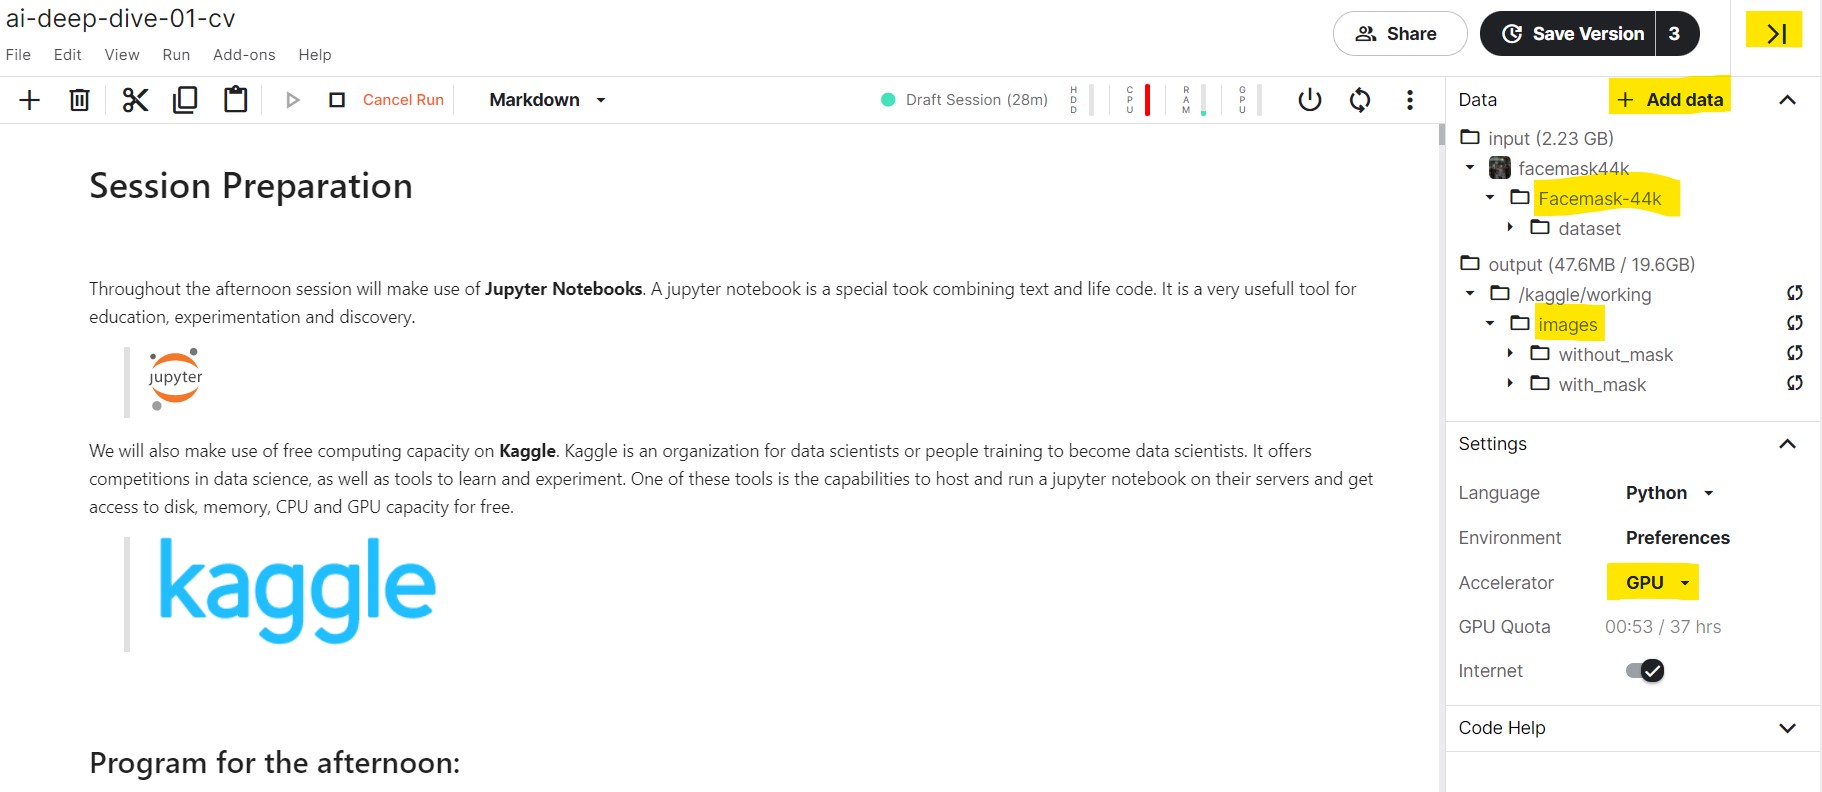 ai-deep-dive-01-cv
File Edit View Run Add-ons Help
Share
Save Version 3
Cancel Run
Markdown
Draft Session (28m)
HDD
CPU
RAM
GPU
Session Preparation
Throughout the afternoon session will make use of Jupyter Notebooks. A jupyter notebook is a special took combining text and life code. It is a very usefull tool for
education, experimentation and discovery.
jupyter
We will also make use of free computing capacity on Kaggle. Kaggle is an organization for data scientists or people training to become data scientists. It offers
competitions in data science, as well as tools to learn and experiment. One of these tools is the capabilities to host and run a jupyter notebook on their servers and get
access to disk, memory, CPU and GPU capacity for free.
kaggle
Program for the afternoon:
Data + Add data
input (2.23 GB)
facemask44k
Facemask-44k
dataset
output (47.6MB / 19.6GB)
/kaggle/working
images
without_mask
with_mask
Settings
Language Python
Environment Preferences
Accelerator GPU
GPU Quota 00:53 / 37 hrs
Internet
Code Help